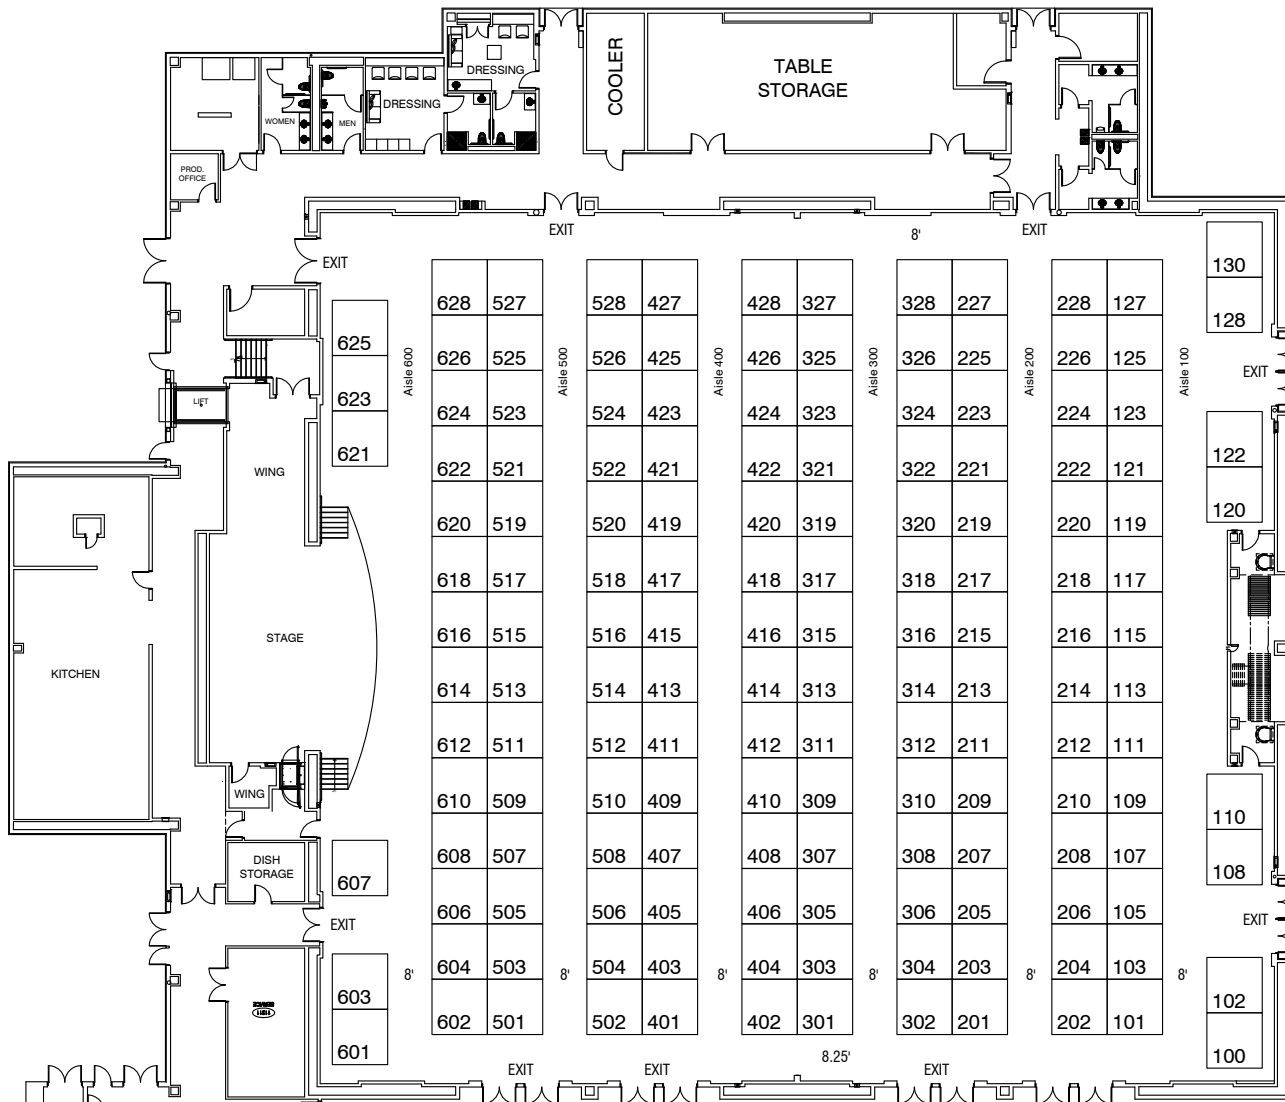 DRESSING
COOLER
TABLE
STORAGE
DRESSING
WOMEN
MEN
PROD.
OFFICE
EXIT
8'
EXIT
EXIT
130
628 527 528 427 428 327 328 227 228 127
128
625
Aisle 600
Aisle 500
Aisle 400
Aisle 300
Aisle 200
Aisle 100
626 525 526 425 426 325 326 225 226 125
EXIT
623
LIFT
624 523 524 423 424 323 324 223 224 123
621
122
WING
622 521 522 421 422 321 322 221 222 121
120
620 519 520 419 420 319 320 219 220 119
618 517 518 417 418 317 318 217 218 117
STAGE
616 515 516 415 416 315 316 215 216 115
KITCHEN
614 513 514 413 414 313 314 213 214 113
612 511 512 411 412 311 312 211 212 111
WING
610 509 510 409 410 309 310 209 210 109
110
DISH
STORAGE
608 507 508 407 408 307 308 207 208 107
108
607
606 505 506 405 406 305 306 205 206 105
EXIT
EXIT
8' 8' 8' 8' 8' 8'
604 503 504 403 404 303 304 203 204 103
603
102
602 501 502 401 402 301 302 201 202 101
601
100
8.25'
EXIT EXIT EXIT